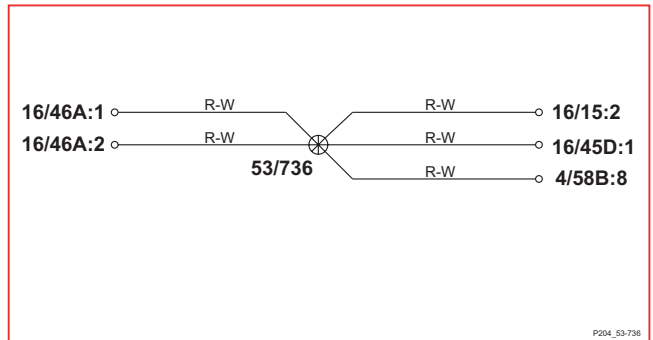 16/46A:1 R-W R-W 16/15:2
16/46A:2 R-W R-W 16/45D:1
53/736 R-W 4/58B:8
P204_53-736